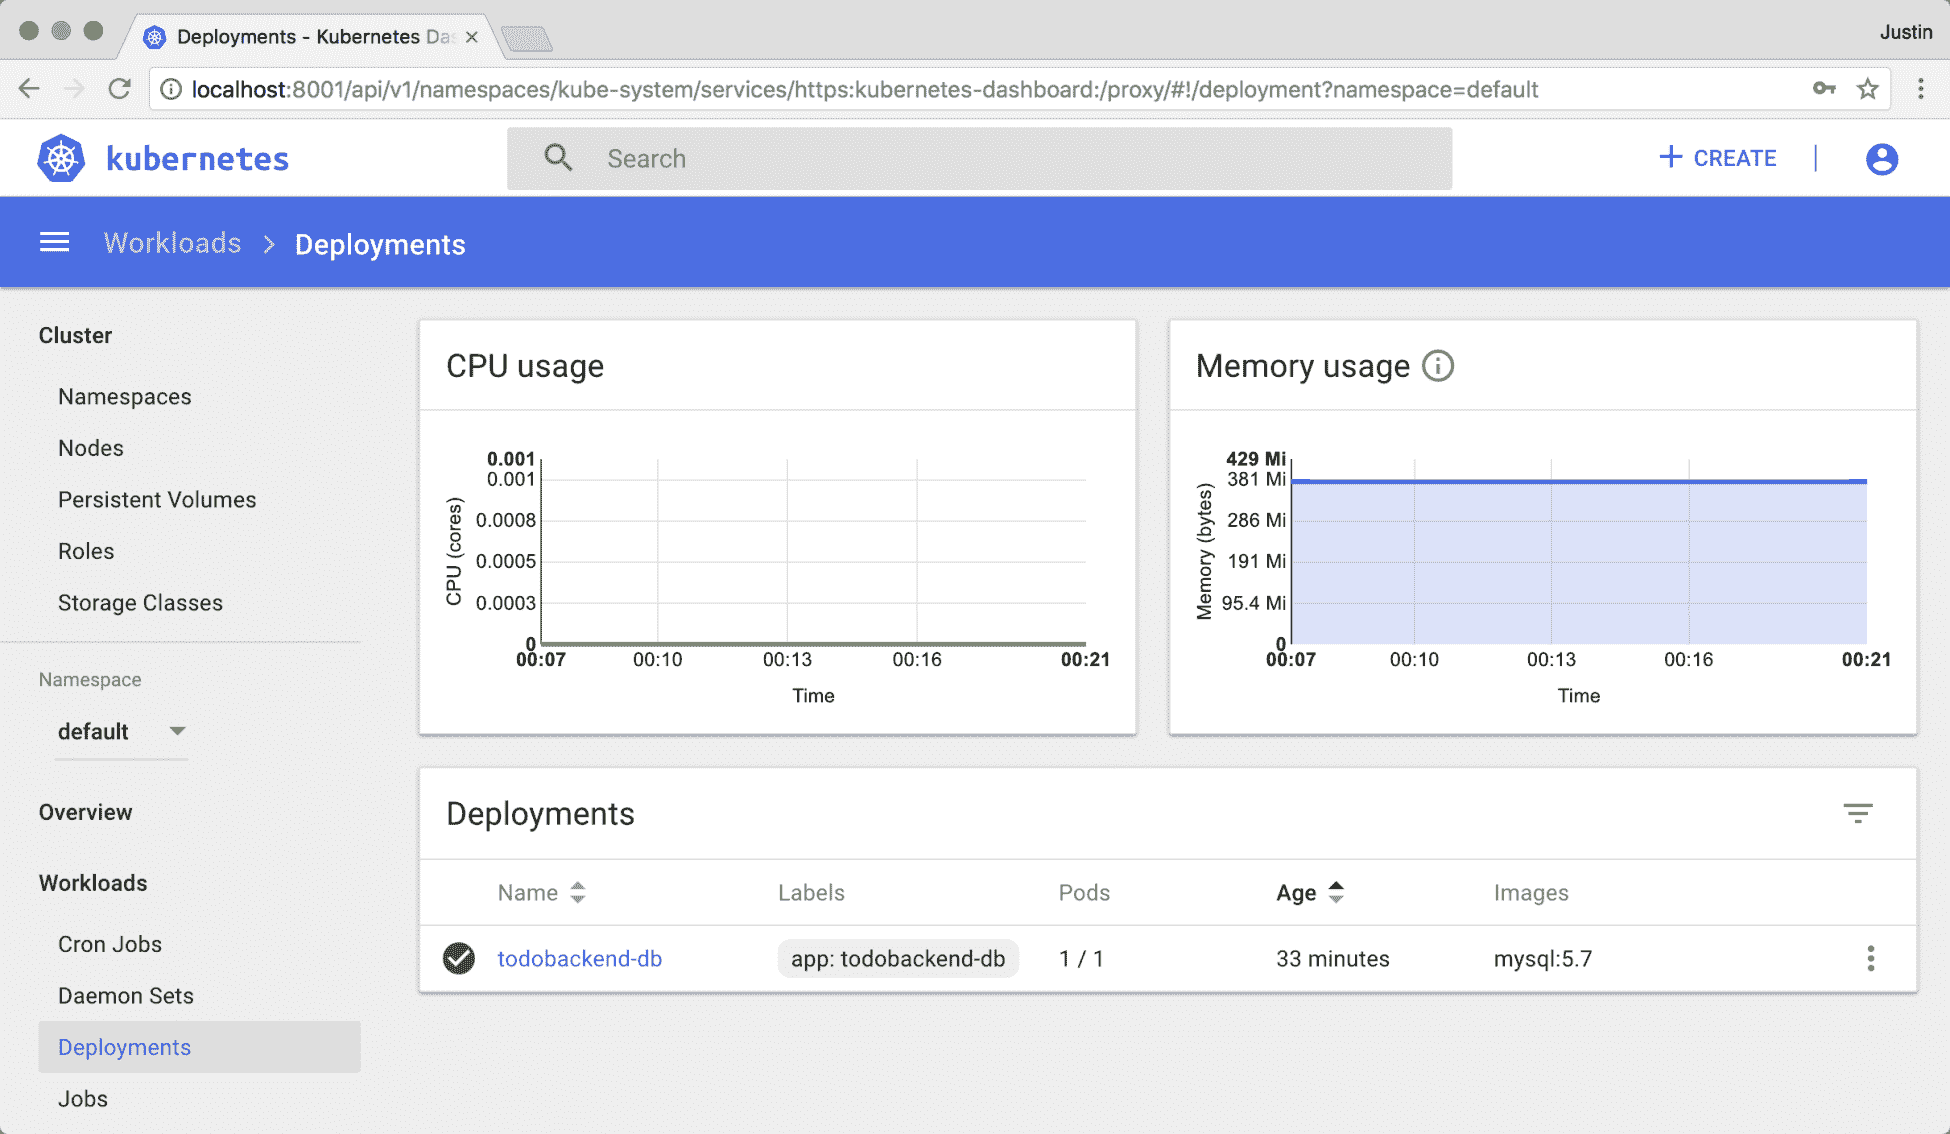 Deployments - Kubernetes Das
Justin
localhost:8001/api/v1/namespaces/kube-system/services/https:kubernetes-dashboard:/proxy/#!/deployment?namespace=default
kubernetes
Search
+ CREATE
Workloads > Deployments
Cluster
Namespaces
Nodes
Persistent Volumes
Roles
Storage Classes
Namespace
default
Overview
Workloads
Cron Jobs
Daemon Sets
Deployments
Jobs
CPU usage
CPU (cores)
0.001
0.001
0.0008
0.0005
0.0003
0
00:07 00:10 00:13 00:16 00:21
Time
Memory usage
Memory (bytes)
429 Mi
381 Mi
286 Mi
191 Mi
95.4 Mi
0
00:07 00:10 00:13 00:16 00:21
Time
Deployments
Name Labels Pods Age Images
todobackend-db app: todobackend-db 1 / 1 33 minutes mysql:5.7